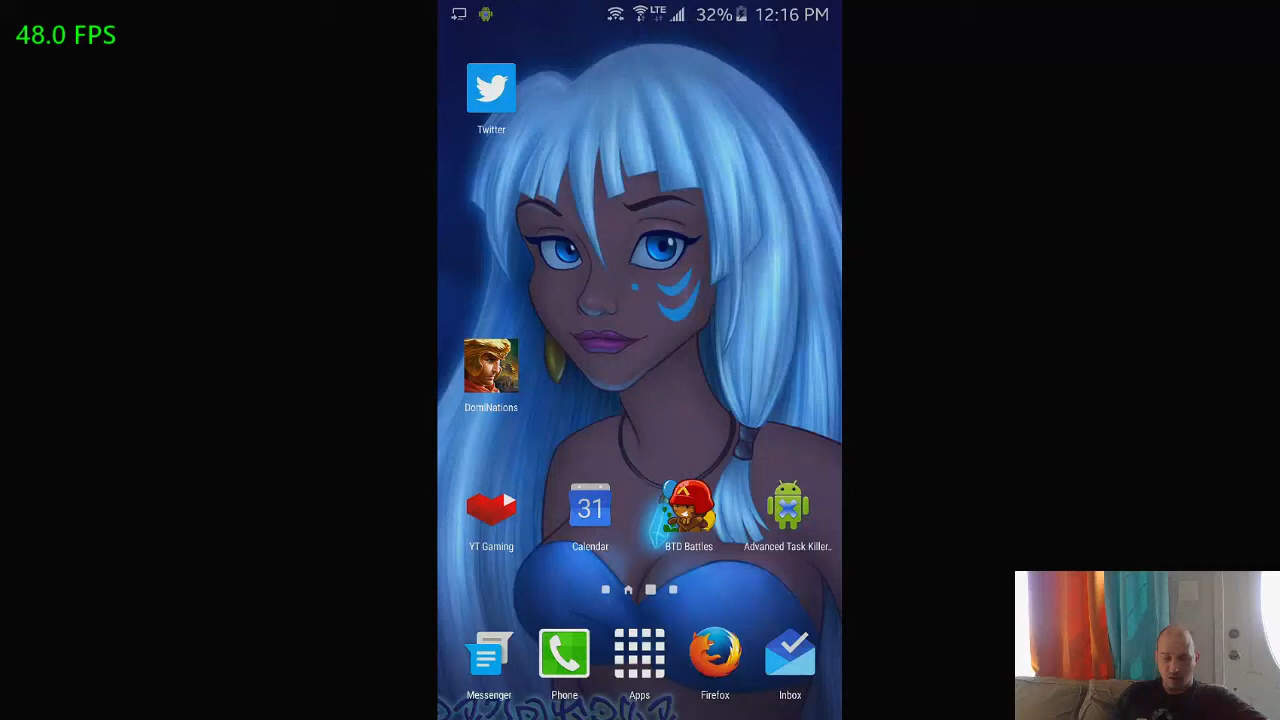 48.0 FPS
LTE 32% 12:16 PM
Twitter
DomiNations
31
YT Gaming
Calendar
BTD Battles
Advanced Task Killer..
Messenger
Phone
Apps
Firefox
Inbox